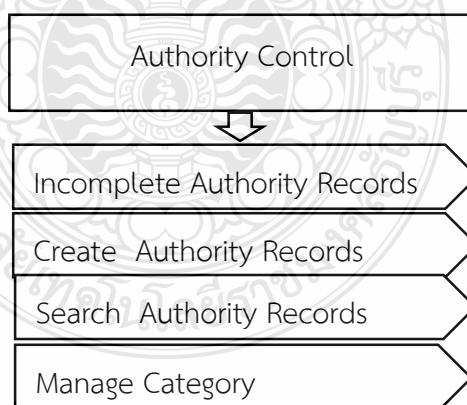 Authority Control
Incomplete Authority Records
Create Authority Records
Search Authority Records
Manage Category